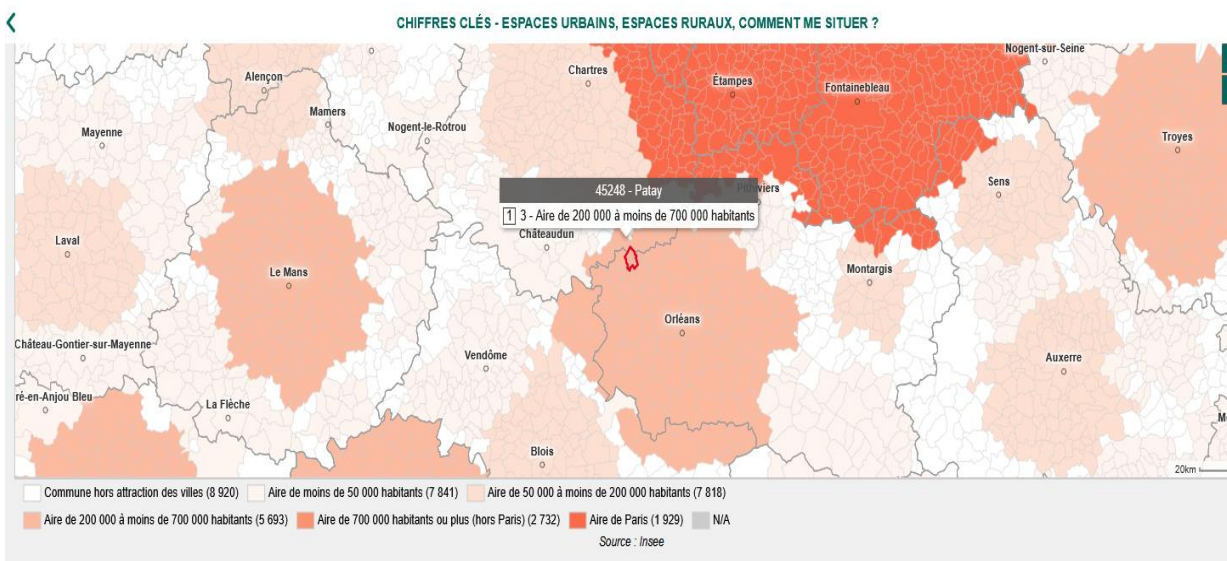 CHIFFRES CLÉS - ESPACES URBAINS, ESPACES RURAUX, COMMENT ME SITUER ?
Nogent-sur-Seine
Chartres
Étampes
Fontainebleau
Alençon
Mamers
Nogent-le-Rotrou
Mayenne
Troyes
Sens
45248 - Patay
Pithiviers
1 3 - Aire de 200 000 à moins de 700 000 habitants
Châteaudun
Laval
Le Mans
Montargis
Orléans
Château-Gontier-sur-Mayenne
Vendôme
Auxerre
ré-en-Anjou Bleu
La Flèche
Blois
20km
Commune hors attraction des villes (8 920) Aire de moins de 50 000 habitants (7 841) Aire de 50 000 à moins de 200 000 habitants (7 818)
Aire de 200 000 à moins de 700 000 habitants (5 693) Aire de 700 000 habitants ou plus (hors Paris) (2 732) Aire de Paris (1 929) N/A
Source : Insee